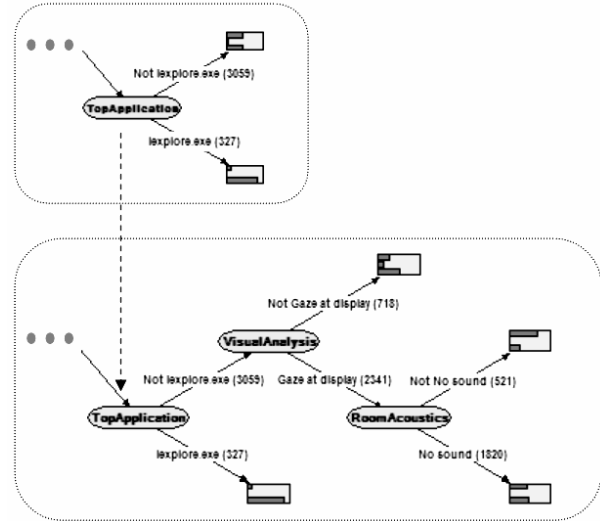 Not Iexplore.exe (3059)
TopApplication
Iexplore.exe (327)
Not Gaze at display (718)
VisualAnalysis
Not Iexplore.exe (3059)
Gaze at display (2341)
Not No sound (521)
TopApplication
RoomAcoustics
Iexplore.exe (327)
No sound (1820)